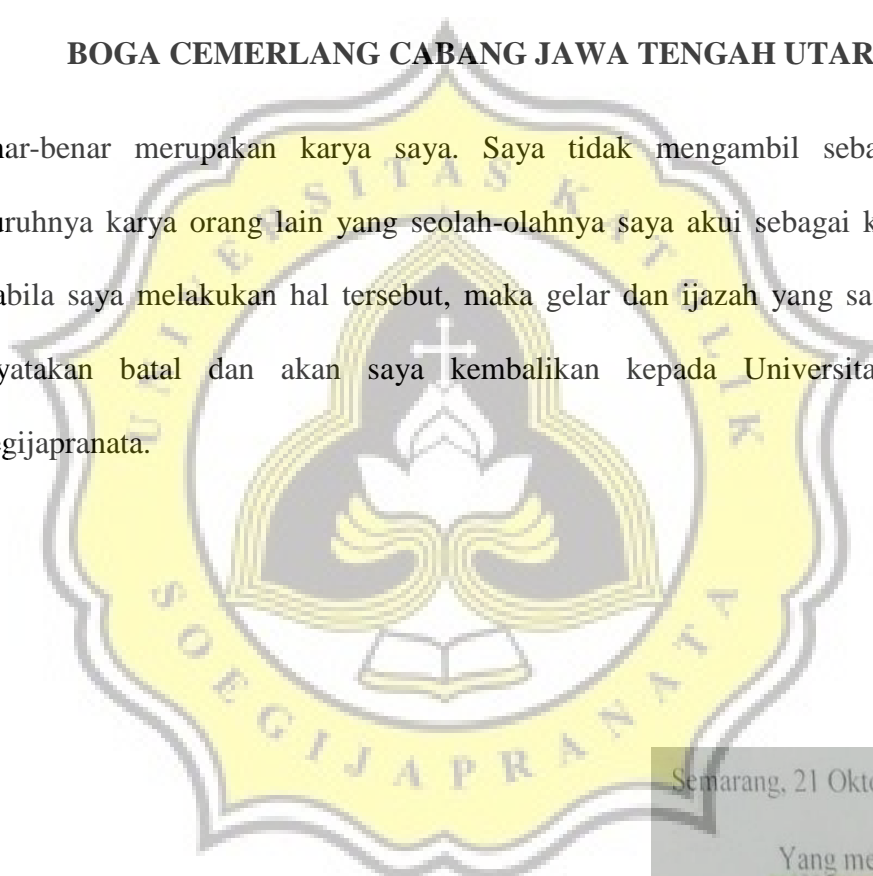 BOGA CEMERLANG CABANG JAWA TENGAH UTAR
nar-benar merupakan karya saya. Saya tidak mengambil seba
uruhnya karya orang lain yang seolah-olahnya saya akui sebagai k
abila saya melakukan hal tersebut, maka gelar dan ijazah yang sa
yatakan batal dan akan saya kembalikan kepada Universita
egijapranata.
UNIVERSITAS KATOLIK
SOEGIJAPRANATA
Semarang, 21 Okto
Yang me